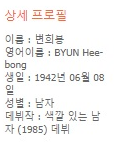 상세 프로필
이름 : 변희봉
영어이름 : BYUN Hee-
bong
생일 : 1942년 06월 08
일
성별 : 남자
데뷔작 : 색깔 있는 남
자 (1985) 데뷔